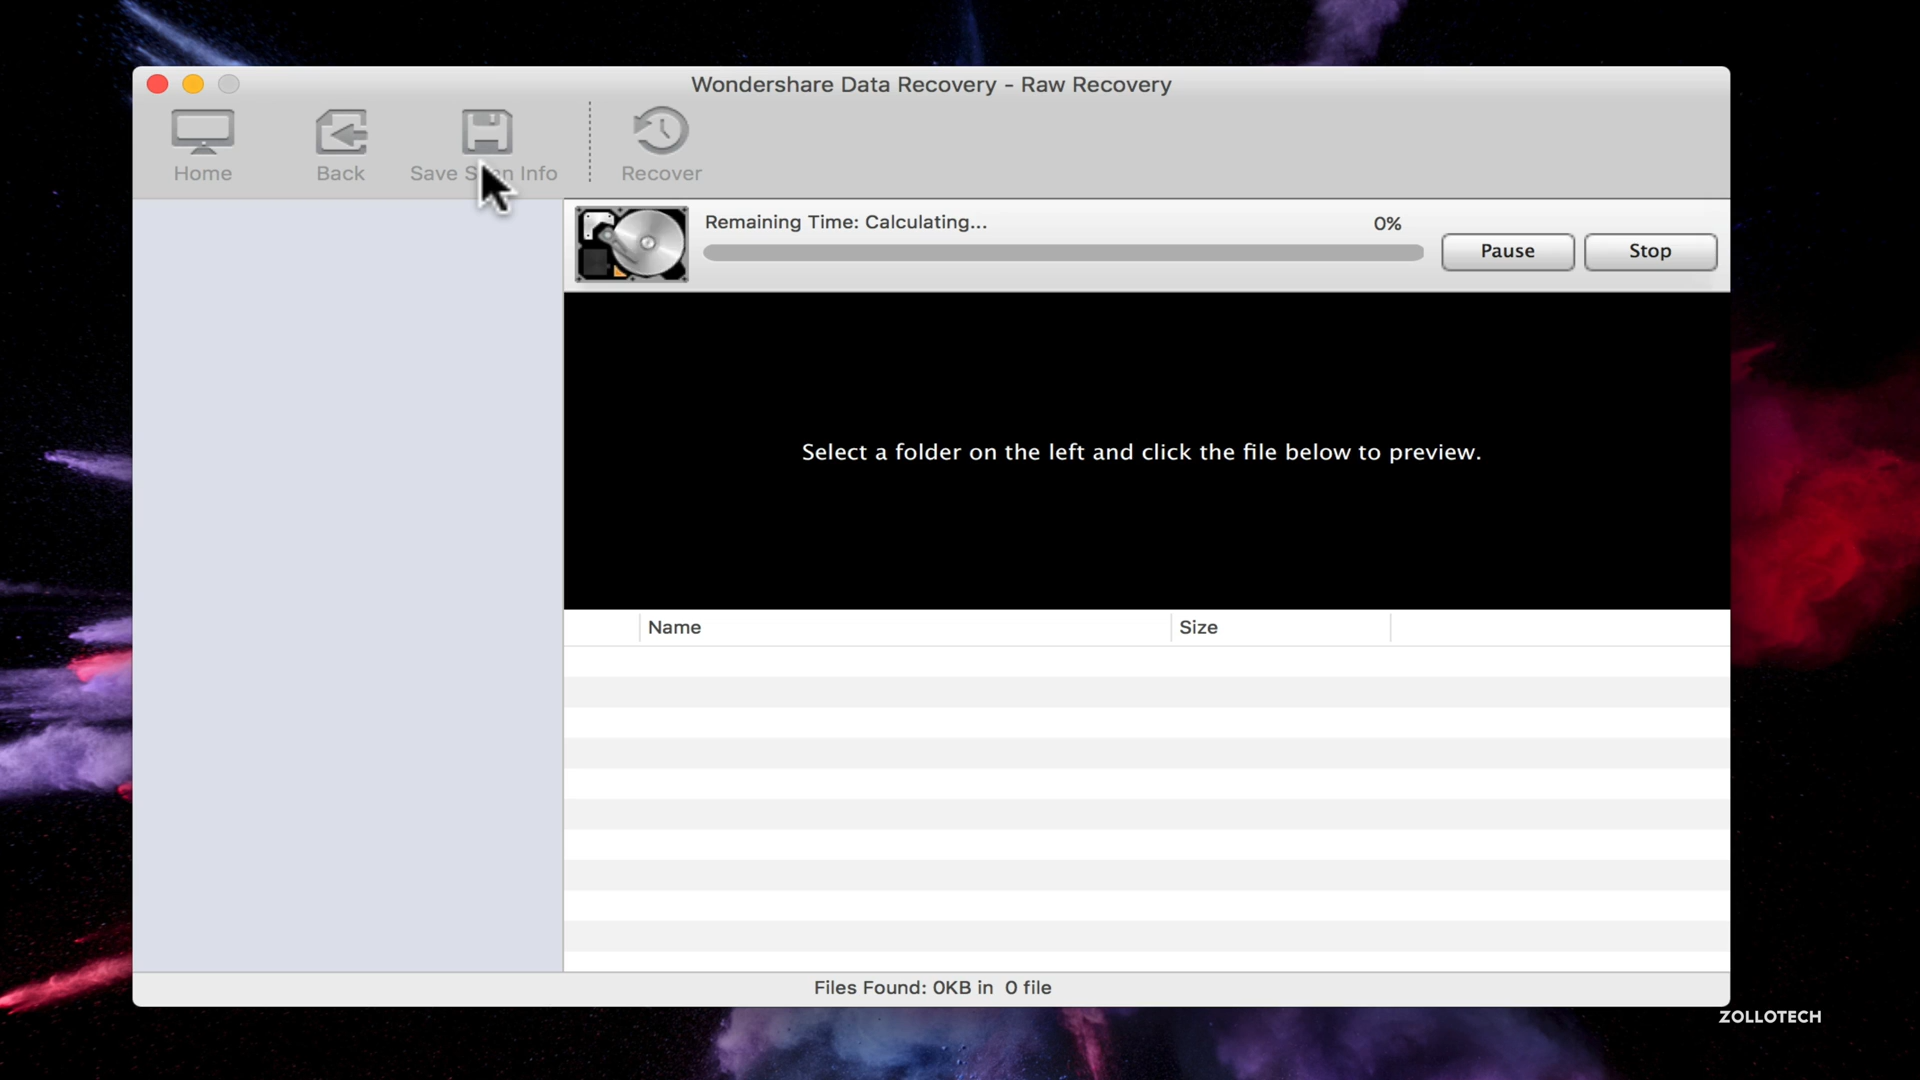 Wondershare Data Recovery - Raw Recovery
Home
Back
Save Scan Info
Recover
Remaining Time: Calculating...
0%
Pause
Stop
Select a folder on the left and click the file below to preview.
Name
Size
Files Found: 0KB in 0 file
ZOLLOTECH